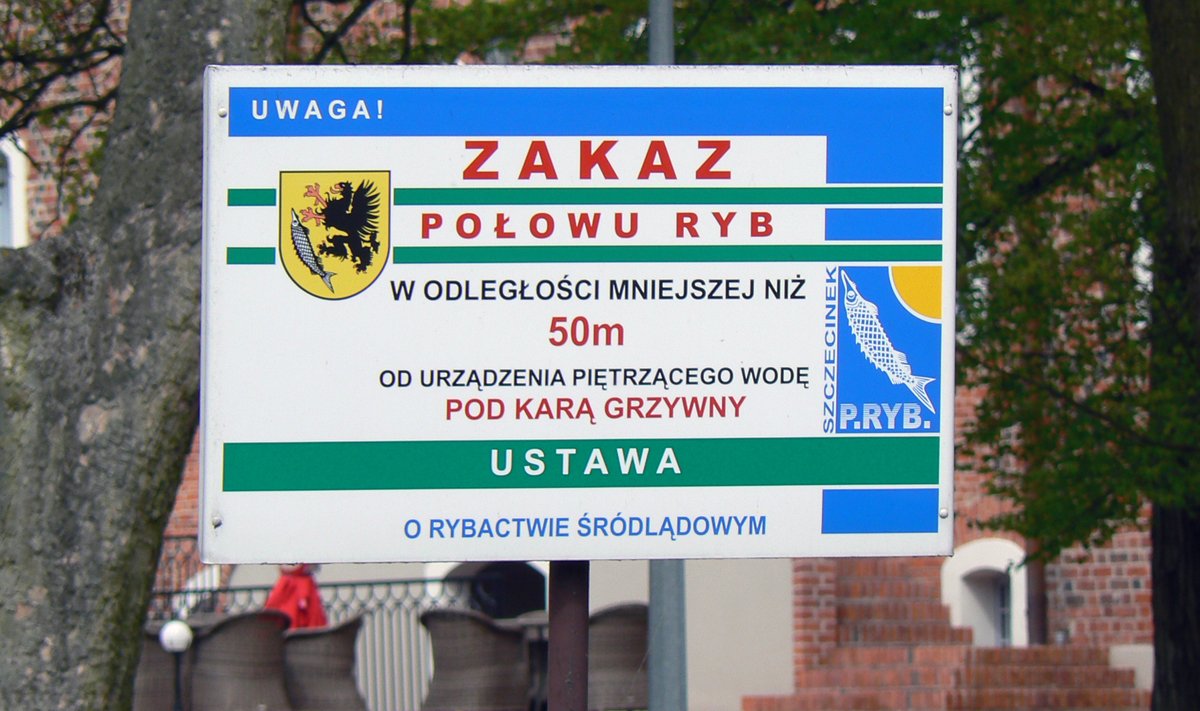 UWAGA!
ZAKAZ
POŁOWU RYB
W ODLEGŁOŚCI MNIEJSZEJ NIŻ
50m
OD URZĄDZENIA PIĘTRZĄCEGO WODĘ
POD KARĄ GRZYWNY
SZCZECINEK
P.RYB.
USTAWA
O RYBACTWIE ŚRÓDLĄDOWYM